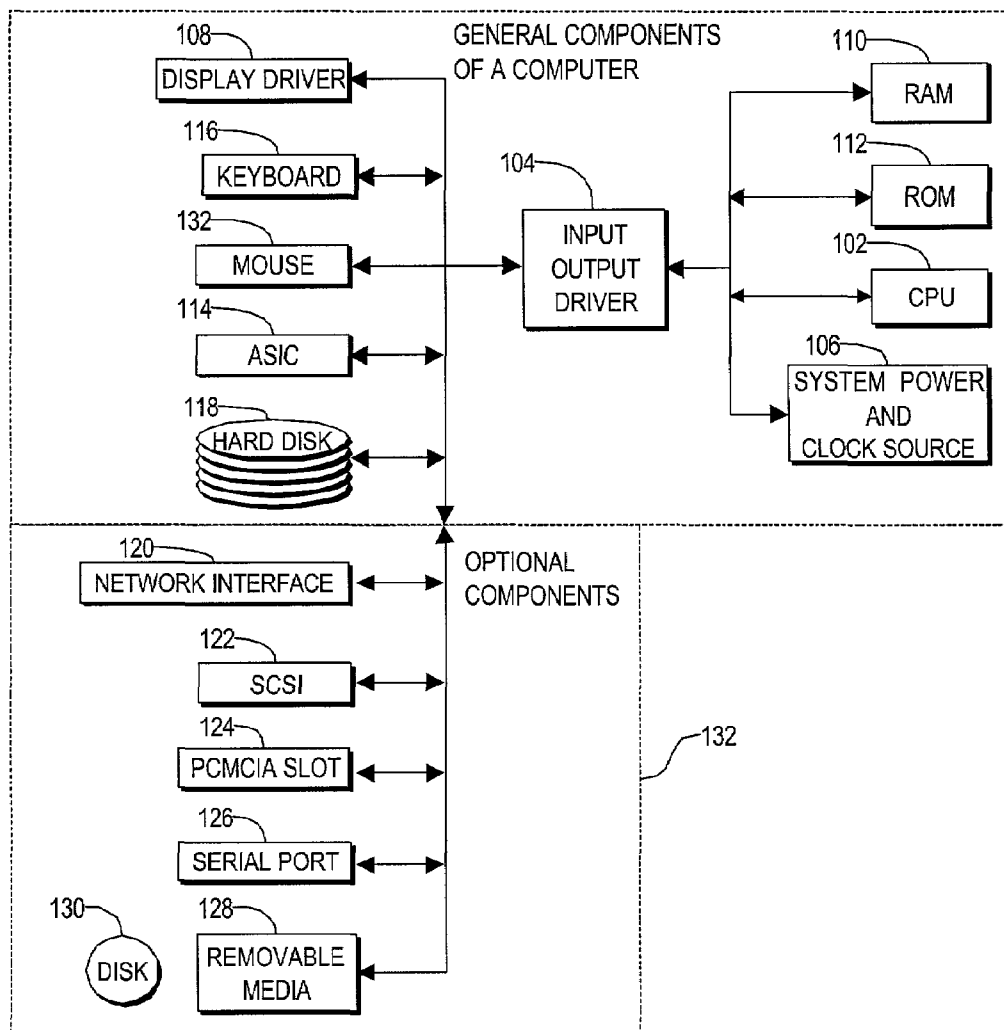 108
DISPLAY DRIVER
GENERAL COMPONENTS
OF A COMPUTER
110
RAM
116
KEYBOARD
112
ROM
104
INPUT
OUTPUT
DRIVER
132
MOUSE
102
CPU
114
ASIC
106
SYSTEM POWER
AND
CLOCK SOURCE
118
HARD DISK
120
NETWORK INTERFACE
OPTIONAL
COMPONENTS
122
SCSI
124
PCMCIA SLOT
132
126
SERIAL PORT
130
DISK
128
REMOVABLE
MEDIA